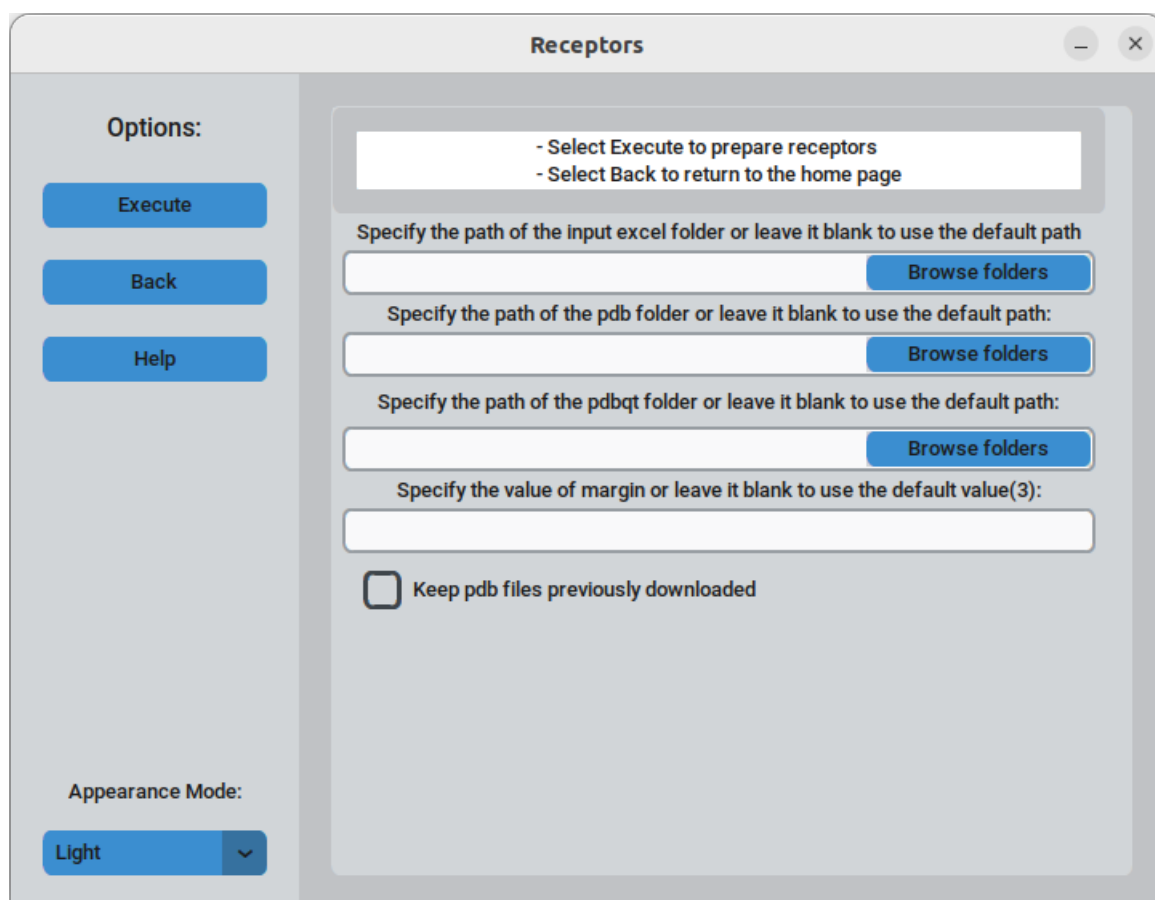 Receptors
Options:
Execute
Back
Help
Appearance Mode:
Light
- Select Execute to prepare receptors
- Select Back to return to the home page
Specify the path of the input excel folder or leave it blank to use the default path
Browse folders
Specify the path of the pdb folder or leave it blank to use the default path:
Browse folders
Specify the path of the pdbqt folder or leave it blank to use the default path:
Browse folders
Specify the value of margin or leave it blank to use the default value(3):
Keep pdb files previously downloaded